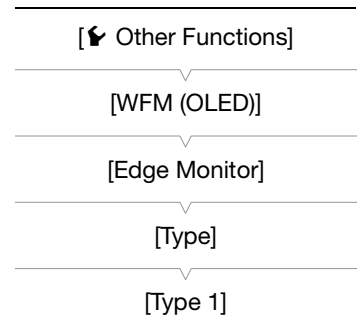 [ Other Functions]
[WFM (OLED)]
[Edge Monitor]
[Type]
[Type 1]